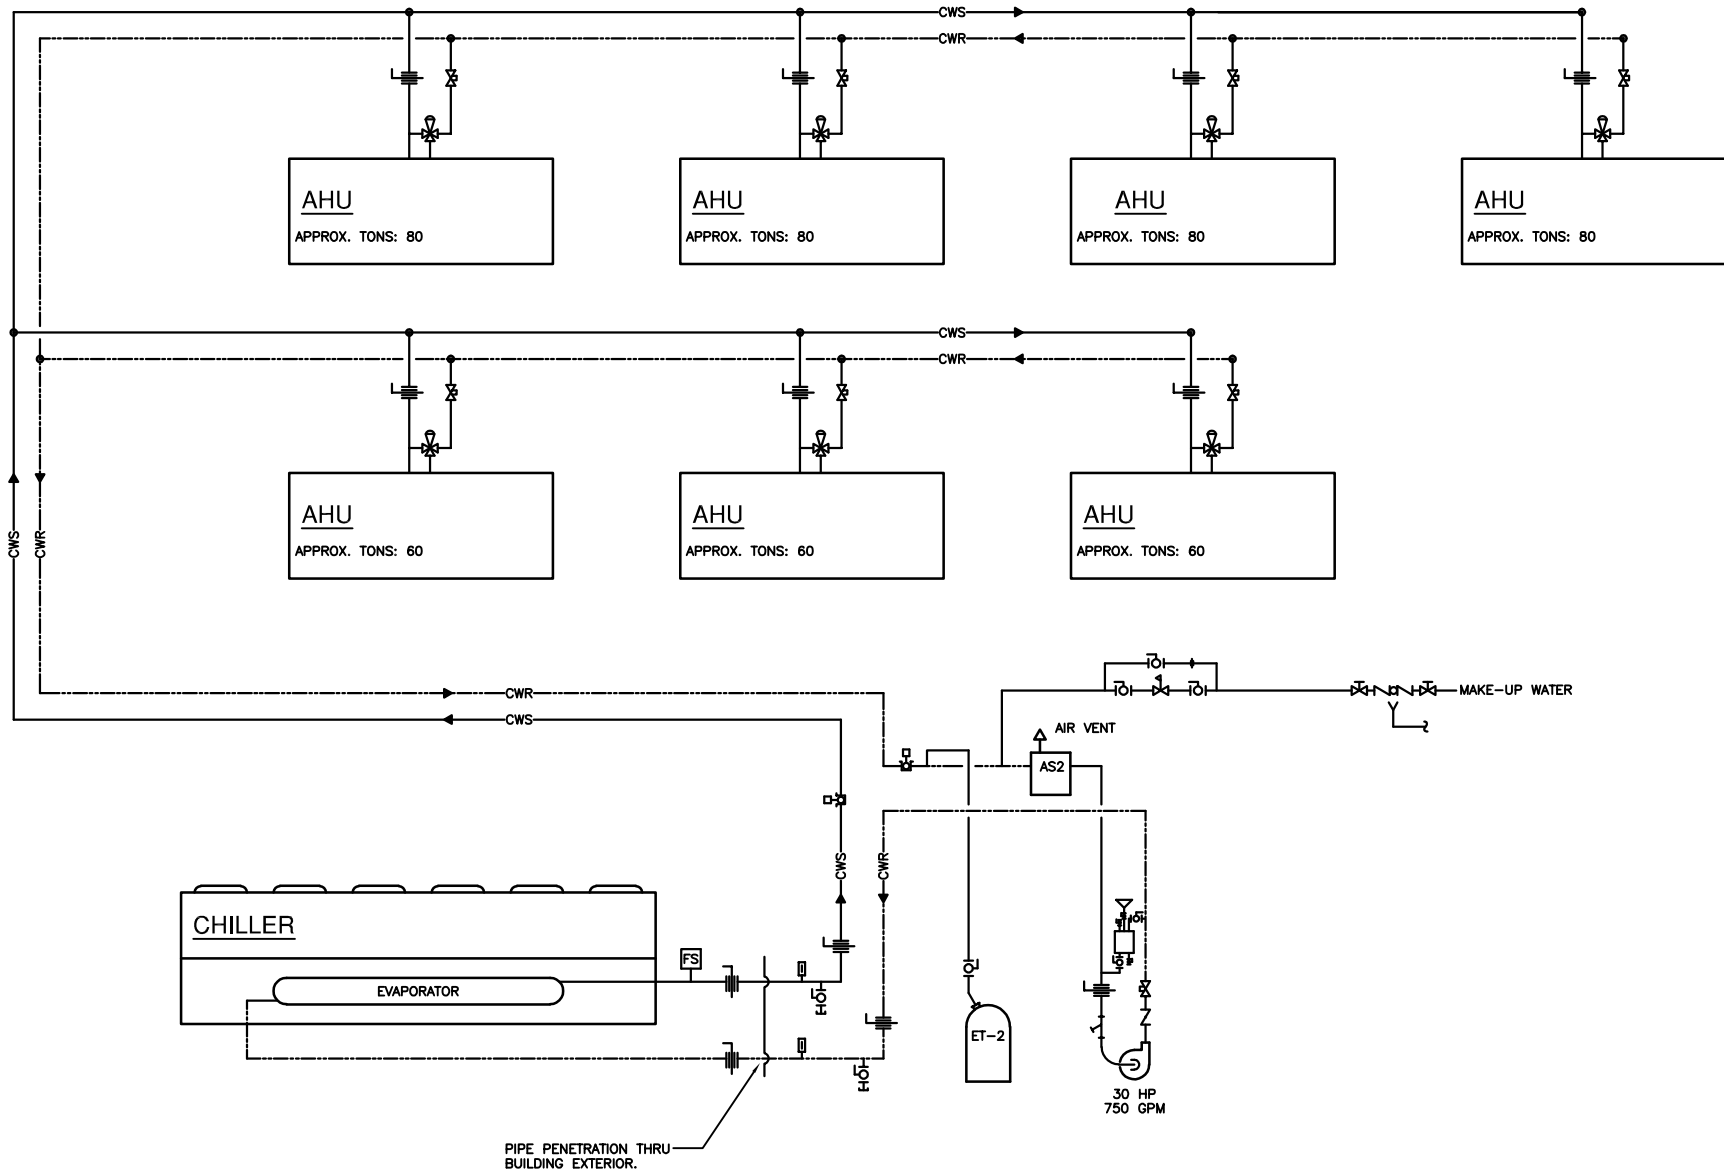 CWS
CWR
AHU
APPROX. TONS: 80
AHU
APPROX. TONS: 80
AHU
APPROX. TONS: 80
AHU
APPROX. TONS: 80
CWS
CWR
AHU
APPROX. TONS: 60
AHU
APPROX. TONS: 60
AHU
APPROX. TONS: 60
CWS
CWR
CWR
CWS
MAKE-UP WATER
AIR VENT
AS2
CWS
CWR
CHILLER
FS
EVAPORATOR
ET-2
30 HP
750 GPM
PIPE PENETRATION THRU
BUILDING EXTERIOR.